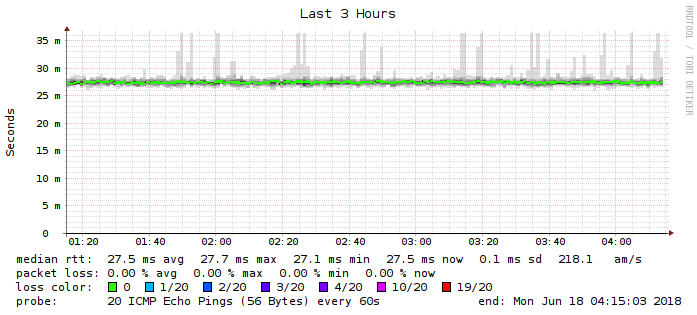 Last 3 Hours
RRDTOOL / TOBI OETIKER
Seconds
35 m
30 m
25 m
20 m
15 m
10 m
5 m
0
01:20 01:40 02:00 02:20 02:40 03:00 03:20 03:40 04:00
median rtt: 27.5 ms avg 27.7 ms max 27.1 ms min 27.5 ms now 0.1 ms sd 218.1 am/s
packet loss: 0.00 % avg 0.00 % max 0.00 % min 0.00 % now
loss color: 0 1/20 2/20 3/20 4/20 10/20 19/20
probe: 20 ICMP Echo Pings (56 Bytes) every 60s end: Mon Jun 18 04:15:03 2018